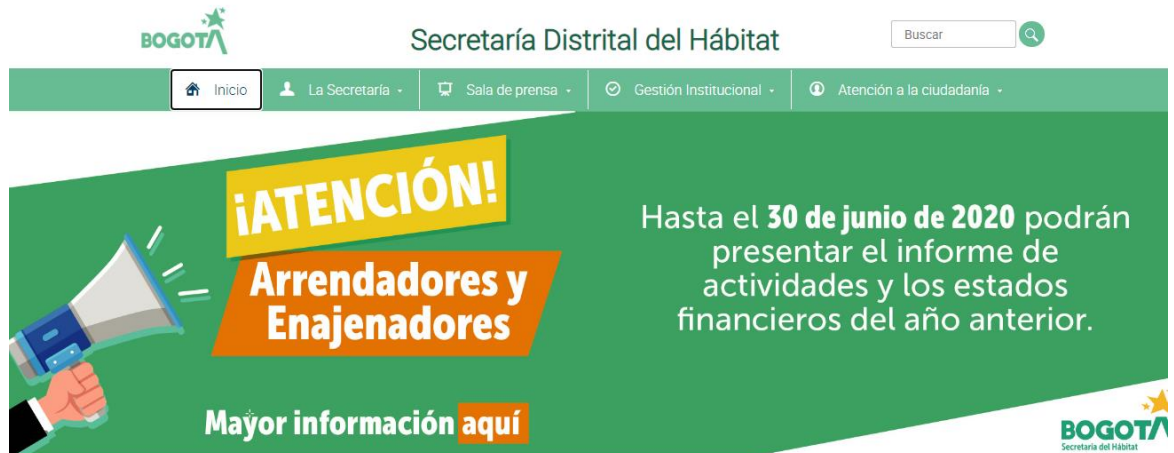 BOGOTÁ
Secretaría Distrital del Hábitat
Buscar
Inicio
La Secretaría
Sala de prensa
Gestión Institucional
Atención a la ciudadanía
¡ATENCIÓN!
Arrendadores y
Enajenadores
Mayor información aquí
Hasta el 30 de junio de 2020 podrán
presentar el informe de
actividades y los estados
financieros del año anterior.
BOGOTÁ
Secretaría del Hábitat